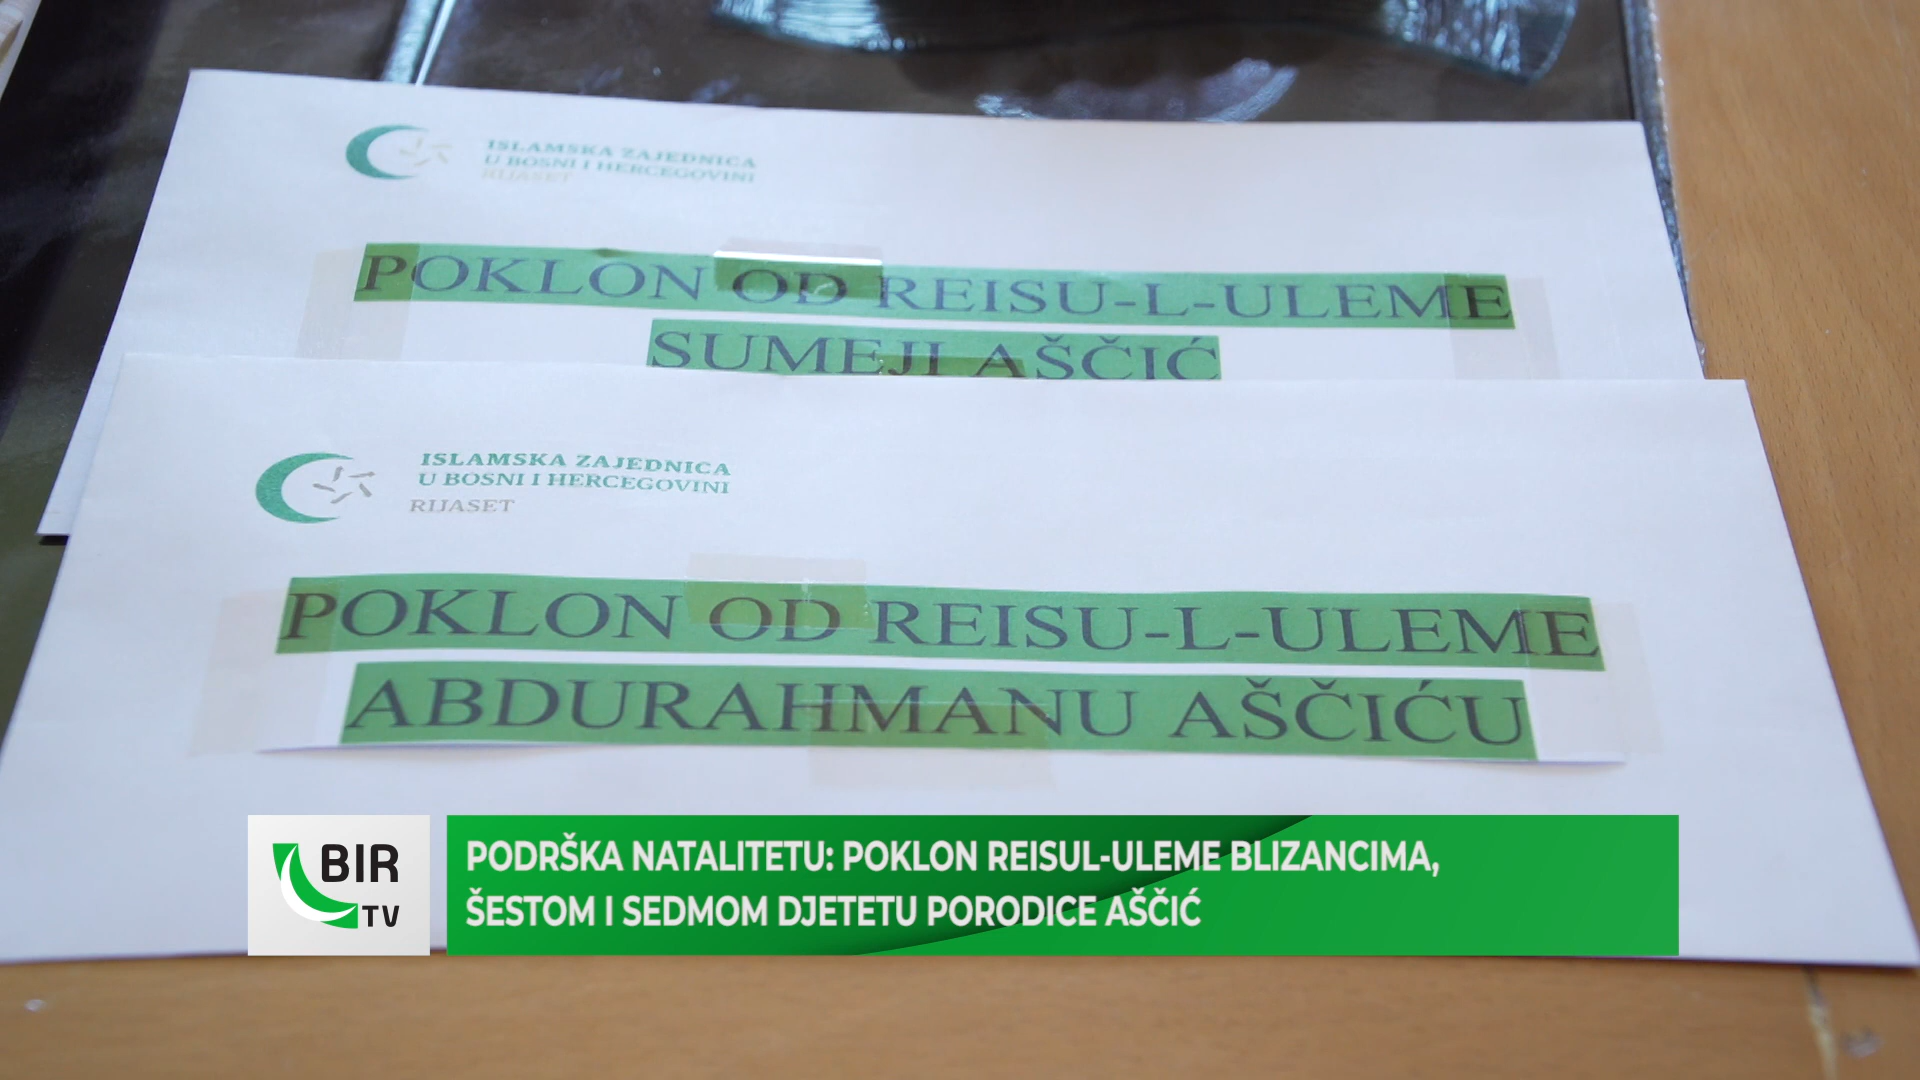 ISLAMSKA ZAJEDNICA
U BOSNI I HERCEGOVINI
RIJASET
POKLON OD REISU-L-ULEME
SUMEJI AŠČIĆ
ISLAMSKA ZAJEDNICA
U BOSNI I HERCEGOVINI
RIJASET
POKLON OD REISU-L-ULEME
ABDURAHMANU AŠČIĆU
BIR
TV
PODRŠKA NATALITETU: POKLON REISUL-ULEME BLIZANCIMA,
ŠESTOM I SEDMOM DJETETU PORODICE AŠČIĆ